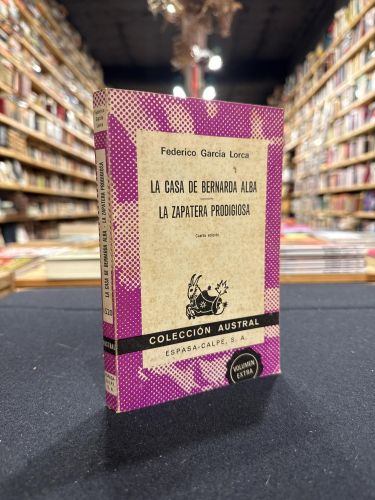 Federico García Lorca
LA CASA DE BERNARDA ALBA
LA ZAPATERA PRODIGIOSA
Cuarta edición
COLECCIÓN AUSTRAL
ESPASA-CALPE, S. A.
VOLUMEN
EXTRA
LA CASA DE BERNARDA ALBA - LA ZAPATERA PRODIGIOSA
AUSTRAL